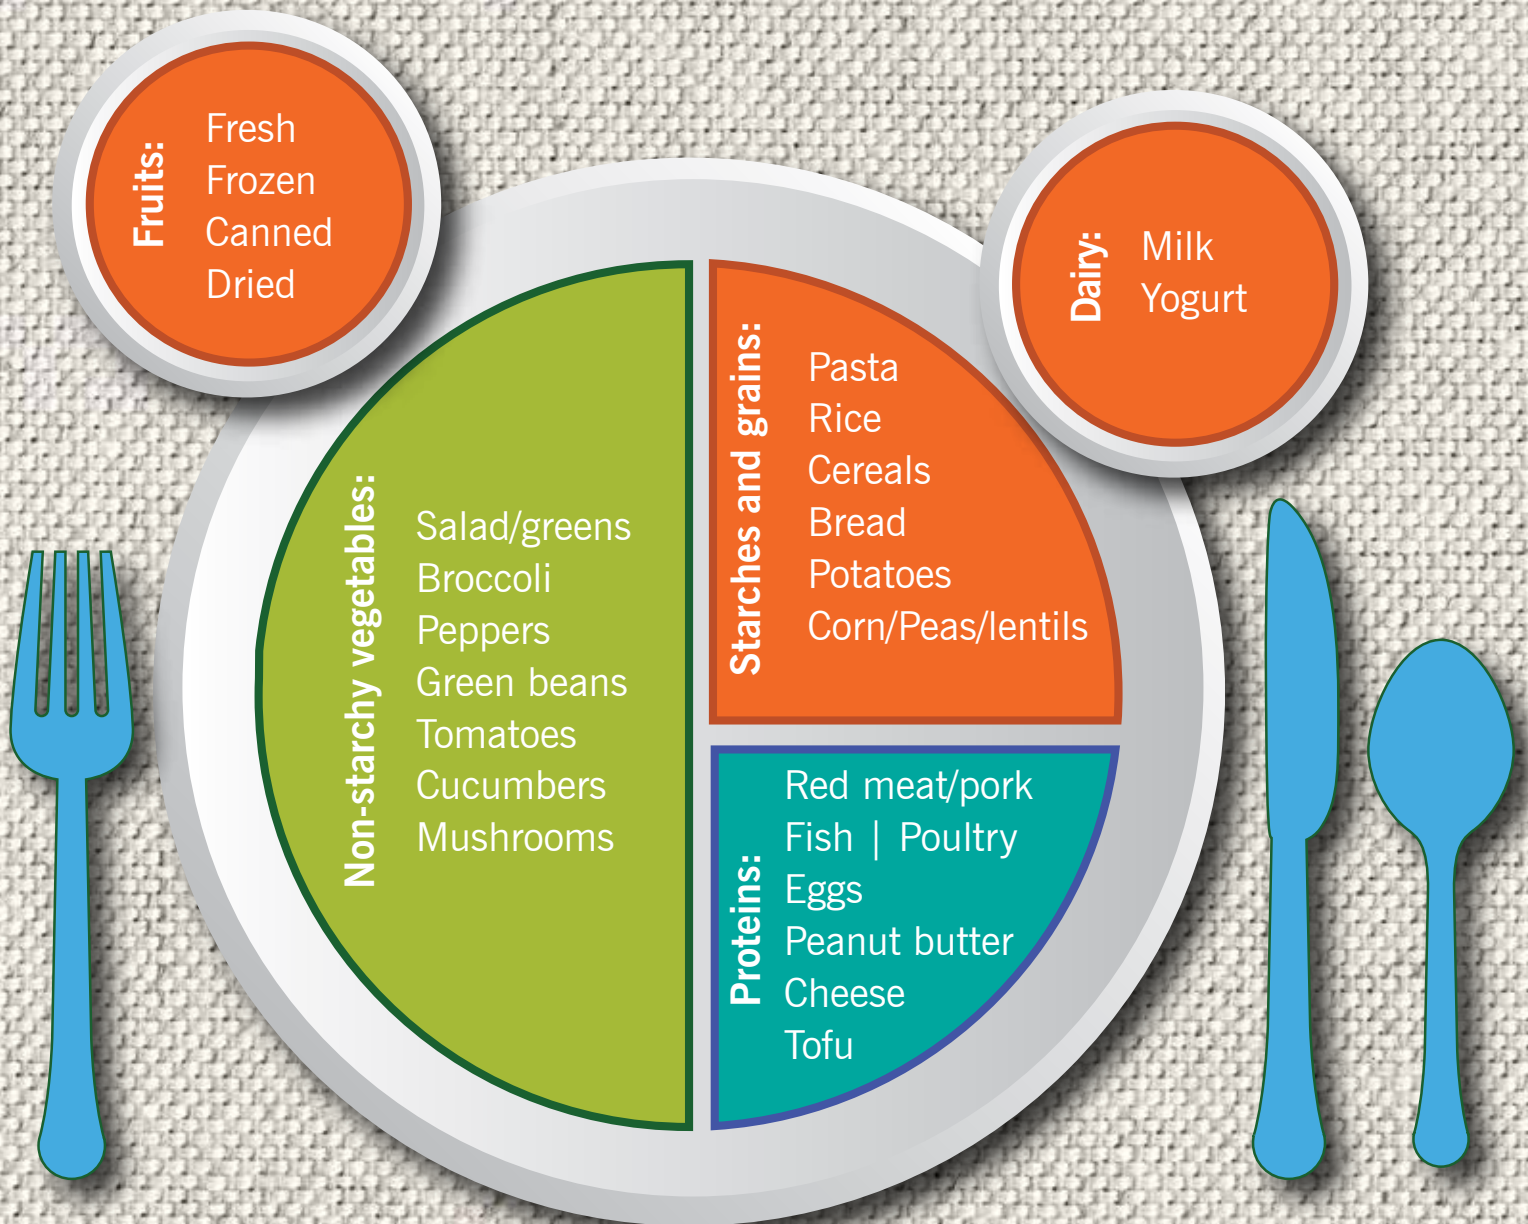 Fruits:
Fresh
Frozen
Canned
Dried
Dairy:
Milk
Yogurt
Non-starchy vegetables:
Salad/greens
Broccoli
Peppers
Green beans
Tomatoes
Cucumbers
Mushrooms
Starches and grains:
Pasta
Rice
Cereals
Bread
Potatoes
Corn/Peas/lentils
Proteins:
Red meat/pork
Fish | Poultry
Eggs
Peanut butter
Cheese
Tofu